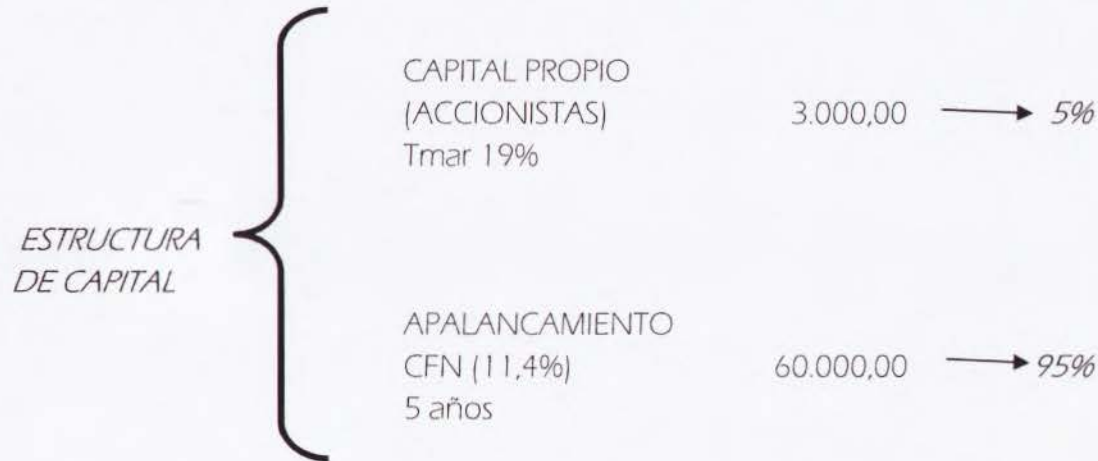 CAPITAL PROPIO
(ACCIONISTAS)
Tmar 19%
3.000,00
5%
ESTRUCTURA
DE CAPITAL
APALANCAMIENTO
CFN (11,4%)
5 años
60.000,00
95%